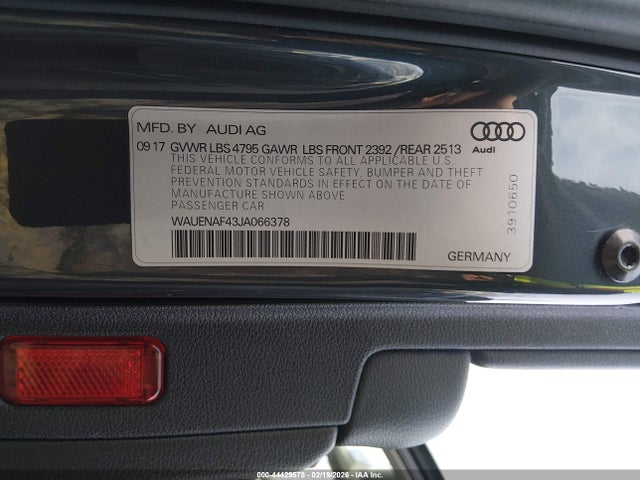 MFD. BY AUDI AG
Audi
09 17 GVWR LBS 4795 GAWR LBS FRONT 2392 /REAR 2513
THIS VEHICLE CONFORMS TO ALL APPLICABLE U.S.
FEDERAL MOTOR VEHICLE SAFETY, BUMPER AND THEFT
PREVENTION STANDARDS IN EFFECT ON THE DATE OF
MANUFACTURE SHOWN ABOVE
PASSENGER CAR
WAUENAF43JA066378
3910650
GERMANY
000-44429578 - 02/19/2026 - IAA Inc.